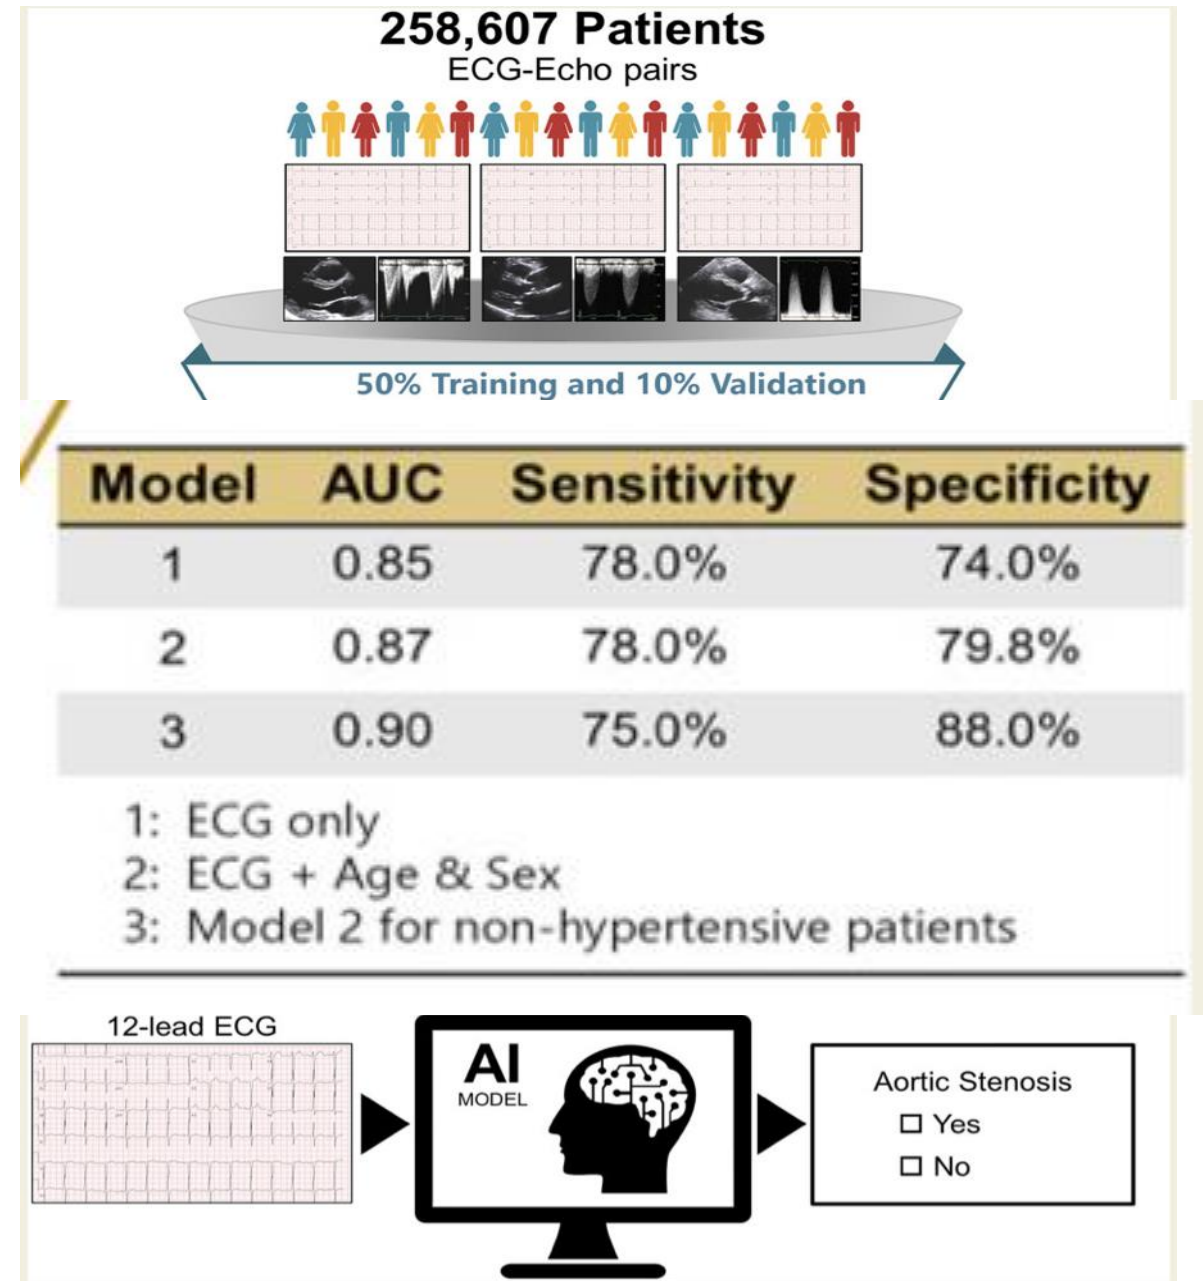 258,607 Patients
ECG-Echo pairs
50% Training and 10% Validation
Model AUC Sensitivity Specificity
1 0.85 78.0% 74.0%
2 0.87 78.0% 79.8%
3 0.90 75.0% 88.0%
1: ECG only
2: ECG + Age & Sex
3: Model 2 for non-hypertensive patients
12-lead ECG
AI
MODEL
Aortic Stenosis
☐ Yes
☐ No